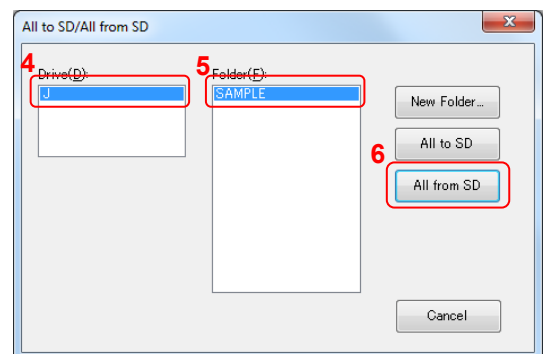 All to SD/All from SD
4
5
Drive(D):
Folder(F):
J
SAMPLE
New Folder...
All to SD
6
All from SD
Cancel